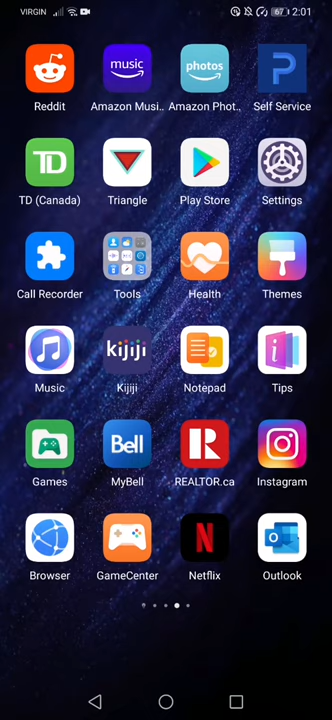 VIRGIN 67 2:01
music photos
Reddit Amazon Musi.. Amazon Phot.. Self Service
TD
TD (Canada) Triangle Play Store Settings
Call Recorder Tools Health Themes
kijiji
Music Kijiji Notepad Tips
Bell
Games MyBell REALTOR.ca Instagram
Browser GameCenter Netflix Outlook